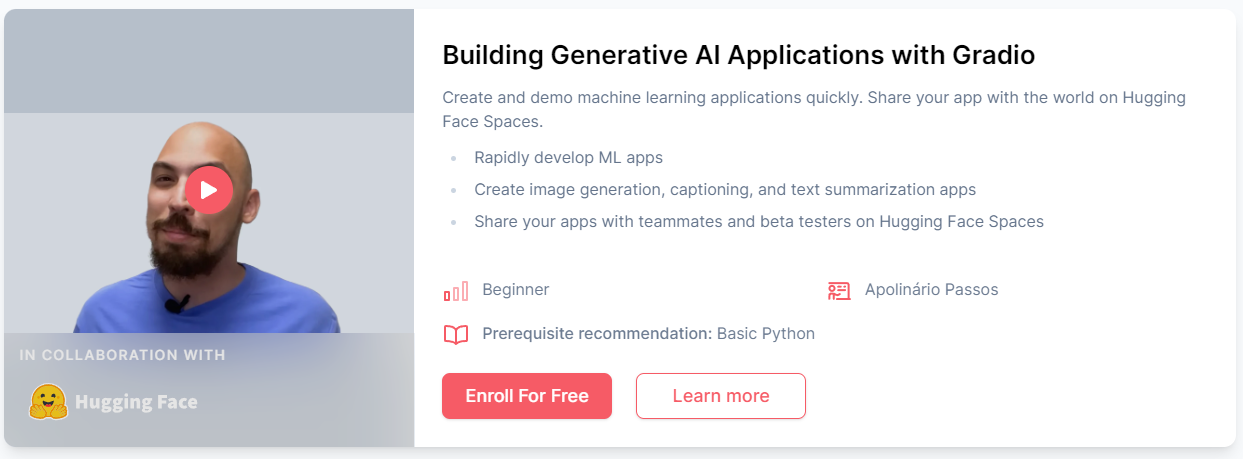 Building Generative AI Applications with Gradio
Create and demo machine learning applications quickly. Share your app with the world on Hugging
Face Spaces.
Rapidly develop ML apps
Create image generation, captioning, and text summarization apps
Share your apps with teammates and beta testers on Hugging Face Spaces
Beginner
Apolinário Passos
Prerequisite recommendation: Basic Python
Enroll For Free
Learn more
IN COLLABORATION WITH
Hugging Face